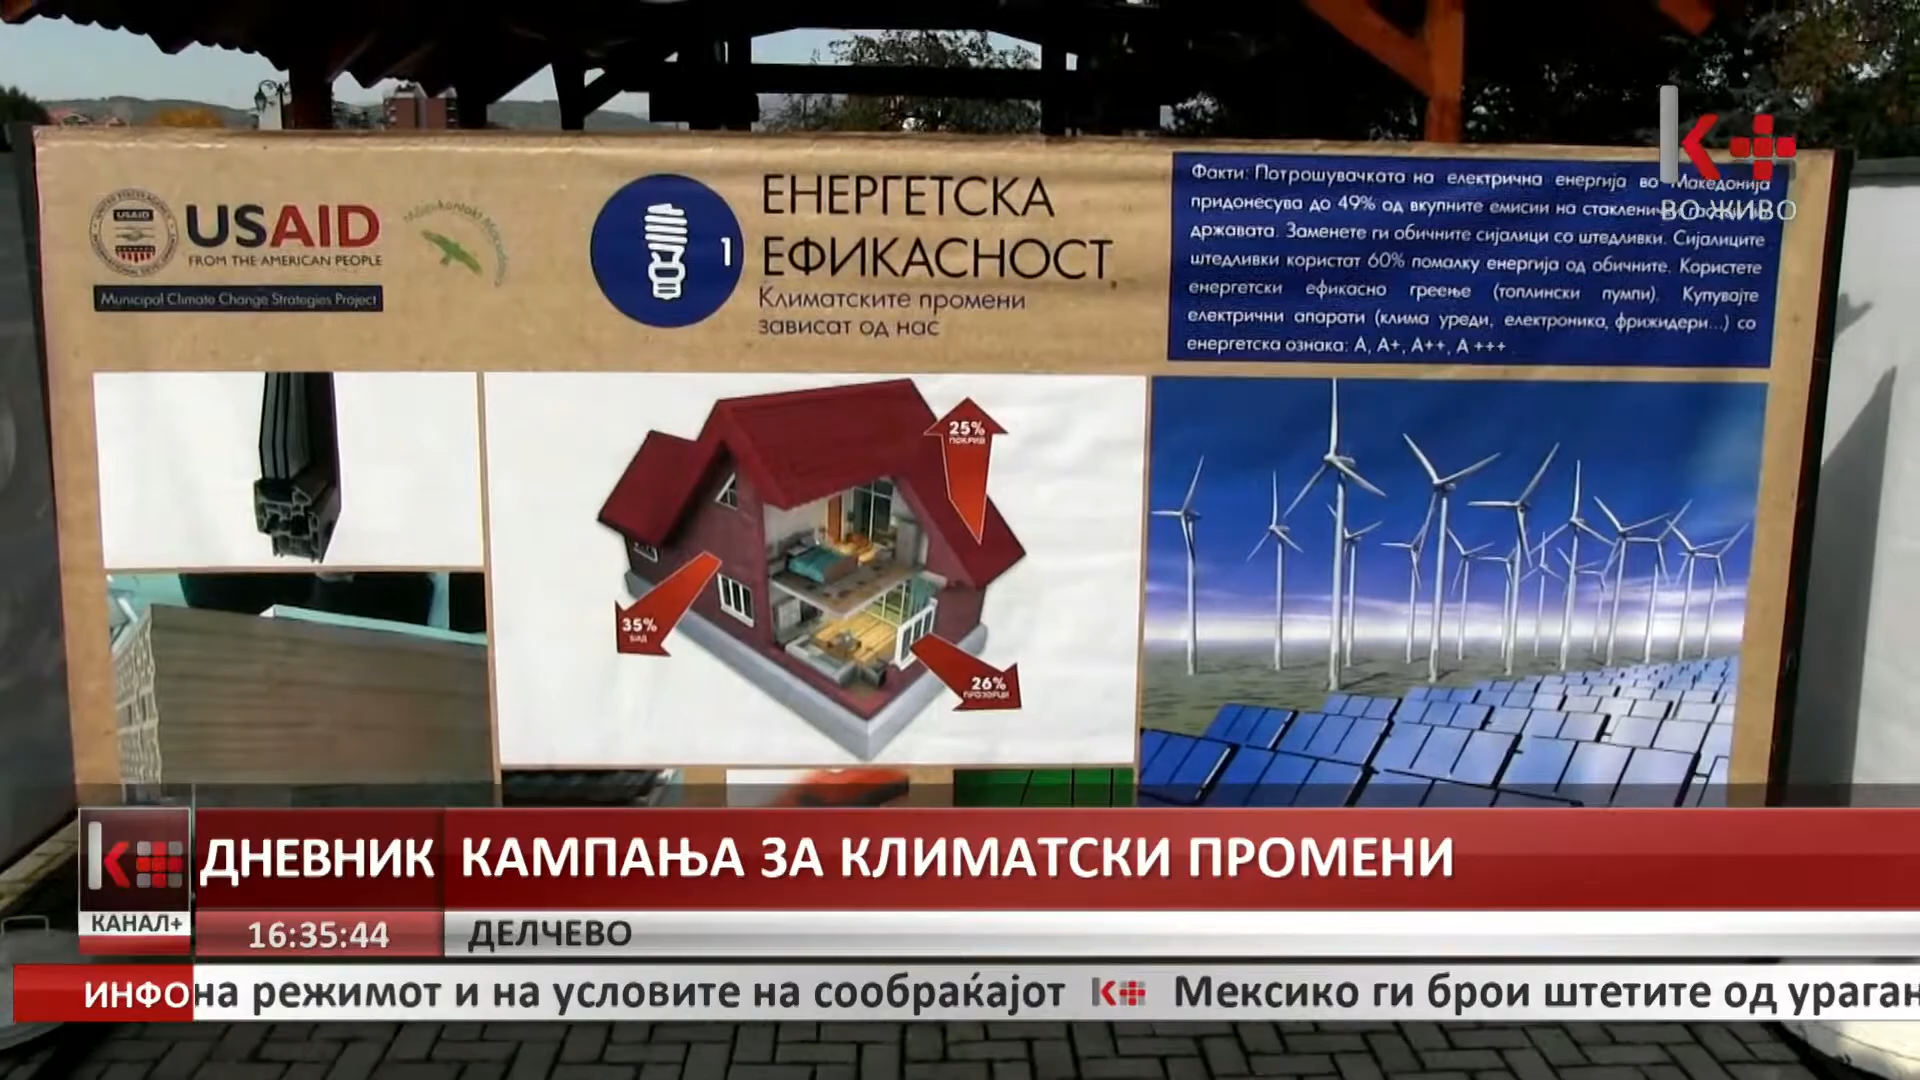 USAID
FROM THE AMERICAN PEOPLE
Municipal Climate Change Strategies Project
1
ЕНЕРГЕТСКА
ЕФИКАСНОСТ
Климатските промени
зависат од нас
Факти: Потрошувачката на електрична енергија во Македонија
придонесува до 49% од вкупните емисии на
државата. Заменете ги обичните сијалици со штедливки. Сијалиците
штедливки користат 60% помалку енергија од обичните. Користете
енергетски ефикасно греење (топлински пумпи). Купувајте
електрични апарати (клима уреди, електроника, фрижидери...) со
енергетска ознака: А, А+, А++, А +++
К+
ВО ЖИВО
25%
ПОКРИВ
35%
ѕид
26%
ПРОЗОРЦИ
ДНЕВНИК
КАМПАЊА ЗА КЛИМАТСКИ ПРОМЕНИ
КАНАЛ+
16:35:44
ДЕЛЧЕВО
ИНФО
на режимот и на условите на сообраќајот К+ Мексико ги брои штетите од ураган